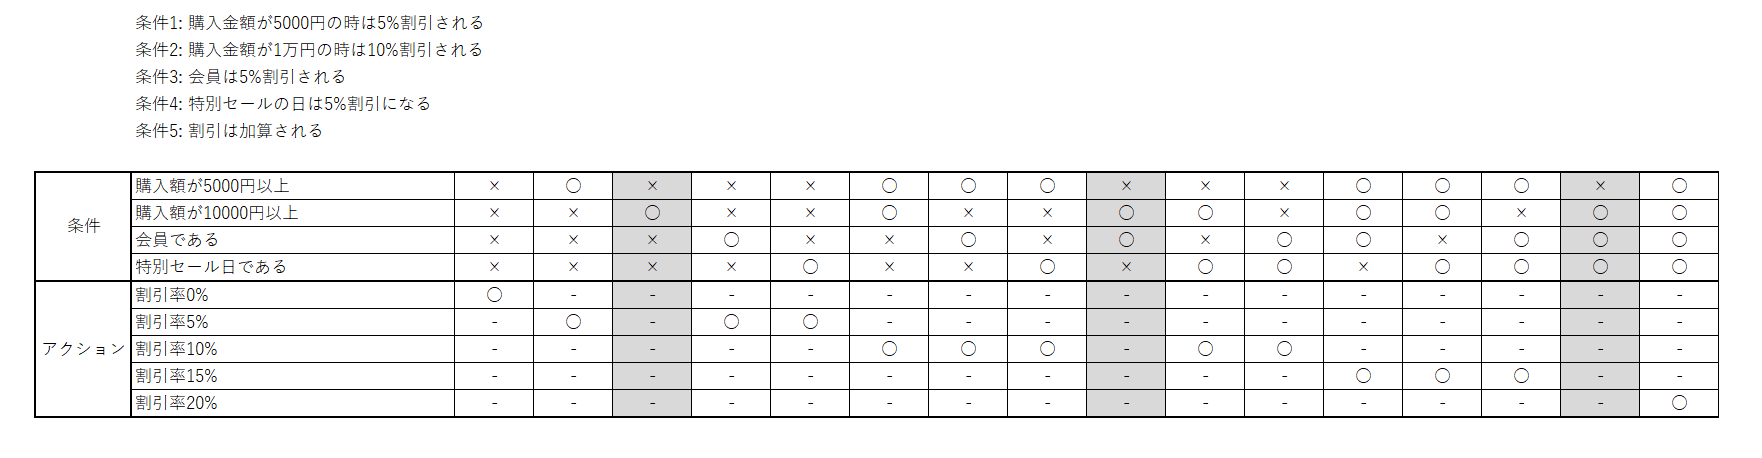 条件1: 購入金額が5000円の時は5%割引される
条件2: 購入金額が1万円の時は10%割引される
条件3: 会員は5%割引される
条件4: 特別セールの日は5%割引になる
条件5: 割引は加算される
条件
購入額が5000円以上 × ○ × × × ○ ○ ○ × × × ○ ○ ○ × ○
購入額が10000円以上 × × ○ × × ○ × × ○ ○ × ○ ○ × ○ ○
会員である × × × ○ × × ○ × ○ × ○ ○ × ○ ○ ○
特別セール日である × × × × ○ × × ○ × ○ ○ × ○ ○ ○ ○
アクション
割引率0% ○ - - - - - - - - - - - - - - -
割引率5% - ○ - ○ ○ - - - - - - - - - - -
割引率10% - - - - - ○ ○ ○ - ○ ○ - - - - -
割引率15% - - - - - - - - - - - ○ ○ ○ - -
割引率20% - - - - - - - - - - - - - - - ○